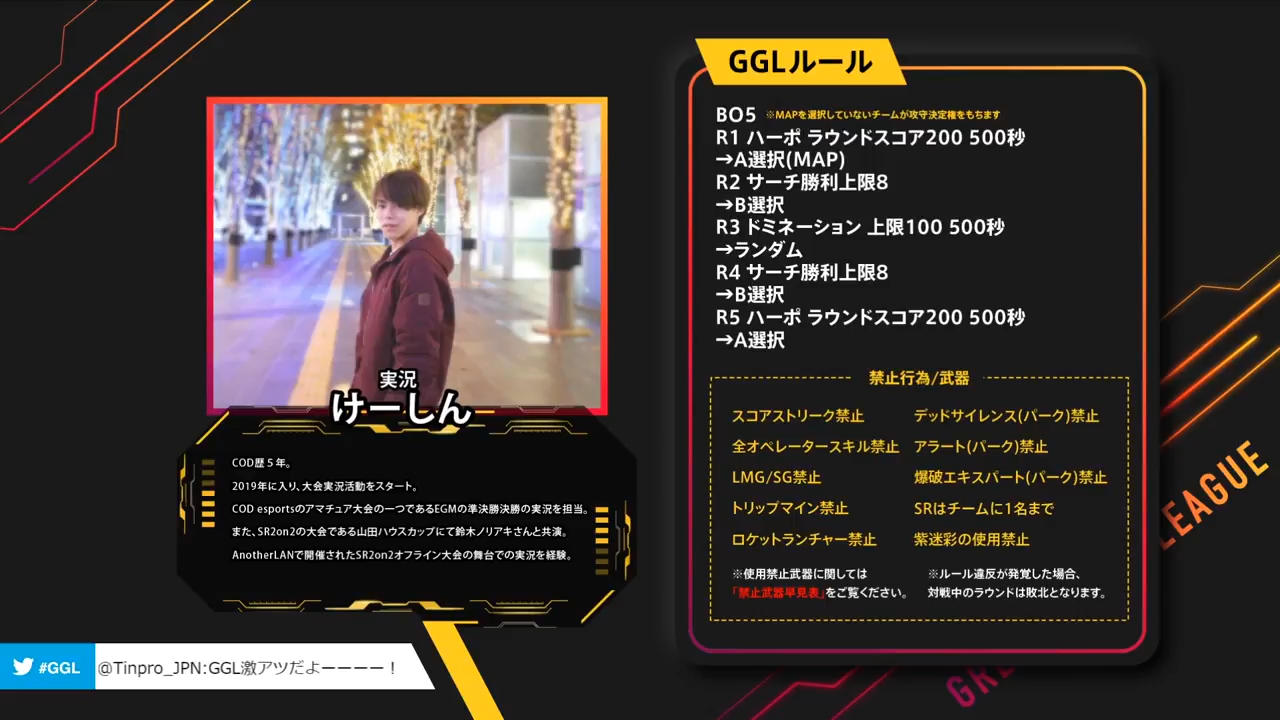 実況
けーしん
COD歴５年。
2019年に入り、大会実況活動をスタート。
COD esportsのアマチュア大会の一つであるEGMの準決勝決勝の実況を担当。
また、SR2on2の大会である山田ハウスカップにて鈴木ノリアキさんと共演。
AnotherLANで開催されたSR2on2オフライン大会の舞台での実況を経験。
#GGL
@Tinpro_JPN:GGL激アツだよーーーー！
GGLルール
BO5 ※MAPを選択していないチームが攻守決定権をもちます
R1 ハーポ ラウンドスコア200 500秒
→A選択(MAP)
R2 サーチ勝利上限8
→B選択
R3 ドミネーション 上限100 500秒
→ランダム
R4 サーチ勝利上限8
→B選択
R5 ハーポ ラウンドスコア200 500秒
→A選択
禁止行為/武器
スコアストリーク禁止 デッドサイレンス(パーク)禁止
全オペレータースキル禁止 アラート(パーク)禁止
LMG/SG禁止 爆破エキスパート(パーク)禁止
トリップマイン禁止 SRはチームに1名まで
ロケットランチャー禁止 紫迷彩の使用禁止
※使用禁止武器に関しては
「禁止武器早見表」をご覧ください。
※ルール違反が発覚した場合、
対戦中のラウンドは敗北となります。
LEAGUE